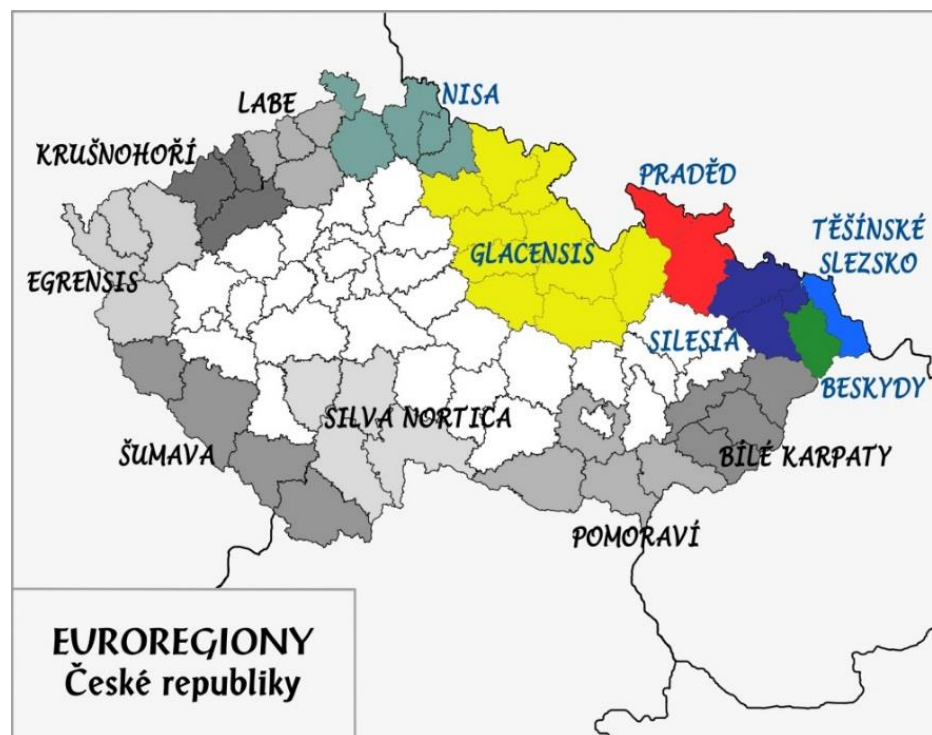 LABE
NISA
KRUŠNOHOŘÍ
PRADĚD
TĚŠÍNSKÉ
SLEZSKO
GLACENSIS
EGRENSIS
SILESIA
BESKYDY
SILVA NORTICA
ŠUMAVA
BÍLÉ KARPATY
POMORAVÍ
EUROREGIONY
České republiky